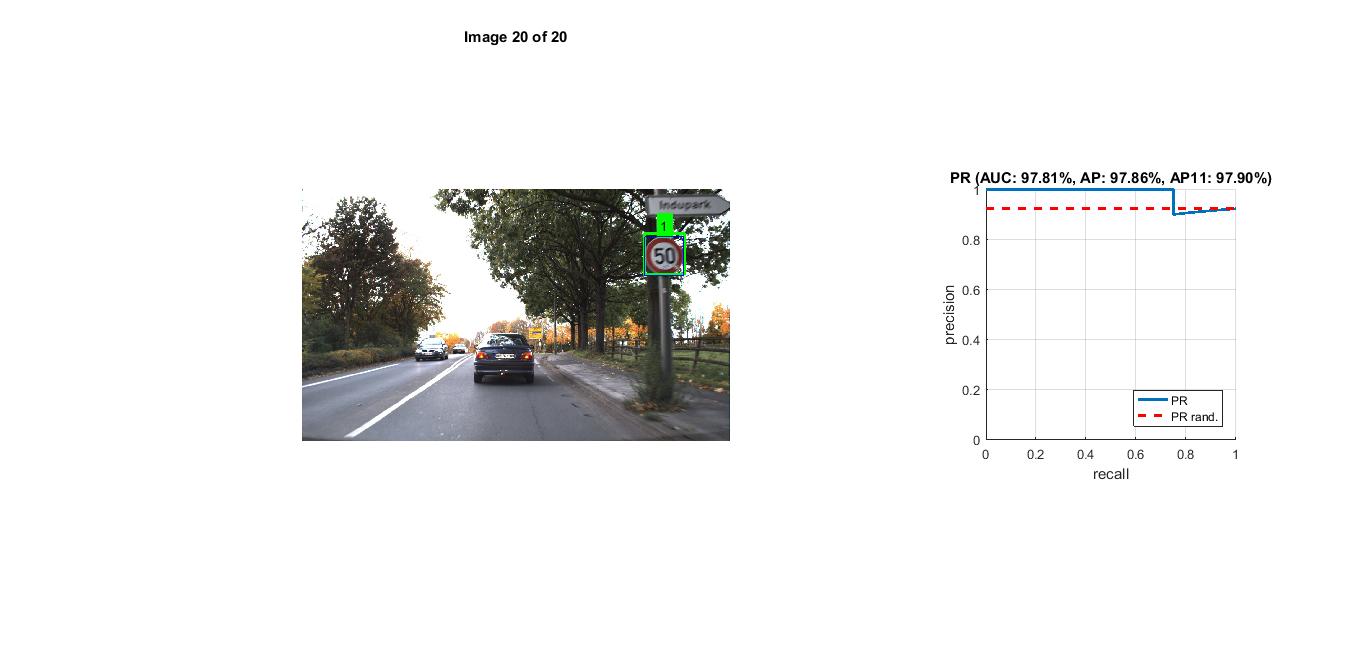 Image 20 of 20
Indupark
1
50
PR (AUC: 97.81%, AP: 97.86%, AP11: 97.90%)
1
0.8
0.6
0.4
0.2
0
precision
PR
PR rand.
0 0.2 0.4 0.6 0.8 1
recall